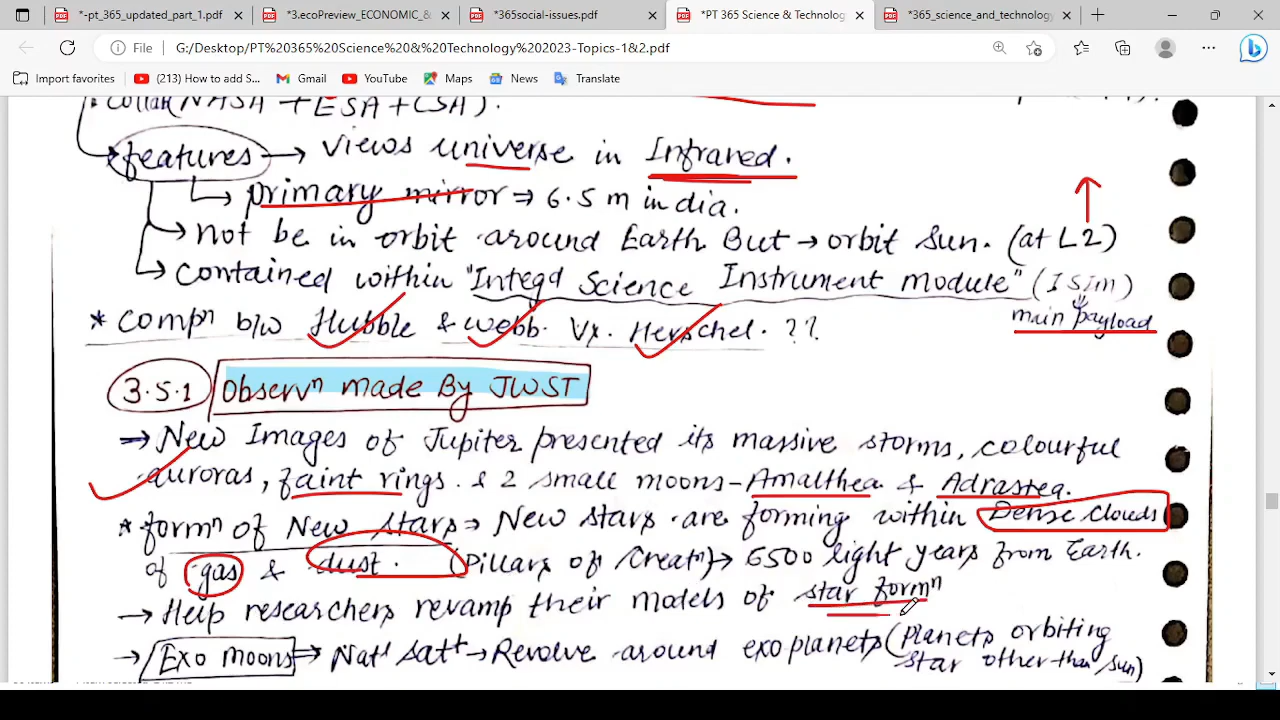 *-pt_365_updated_part_1.pdf
*3.ecoPreview_ECONOMIC_&
*365social-issues.pdf
*PT 365 Science & Technology
*365_science_and_technology
File
G:/Desktop/PT%20365%20Science%20&%20Technology%202023-Topics-1&2.pdf
Import favorites
(213) How to add S...
Gmail
YouTube
Maps
News
Translate
collab(NASA + ESA + CSA).
*features → views universe in Infrared.
↳ primary mirror ⇒ 6.5 m in dia.
→ not be in orbit around Earth But → orbit sun. (at L2)
↳ contained within "Integd Science Instrument module" (ISim)
main payload
* compⁿ b/w Hubble & webb. Vs. Herschel. ??
3.5.1 Observⁿ made By JWST
→ New Images of Jupiter presented its massive storms, colourful
auroras, faint rings. & 2 small moons - Amalthea & Adrastea.
* formⁿ of New stars ⇒ New stars are forming within Dense clouds
of gas & dust. (Pillars of Creatⁿ) → 6500 light years from Earth.
→ Help researchers revamp their models of star formⁿ
→ Exo moons ⇒ Natˡ satᵗ → Revolve around exoplanets (planets orbiting
star other than sun)